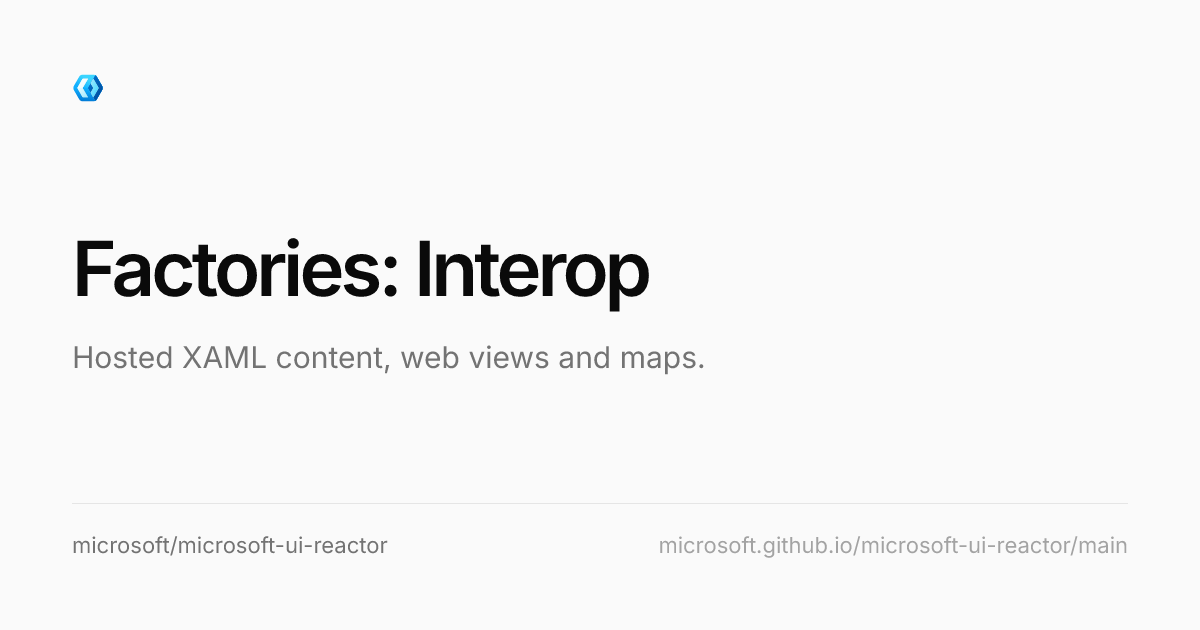 Factories: Interop
Hosted XAML content, web views and maps.
microsoft/microsoft-ui-reactor
microsoft.github.io/microsoft-ui-reactor/main